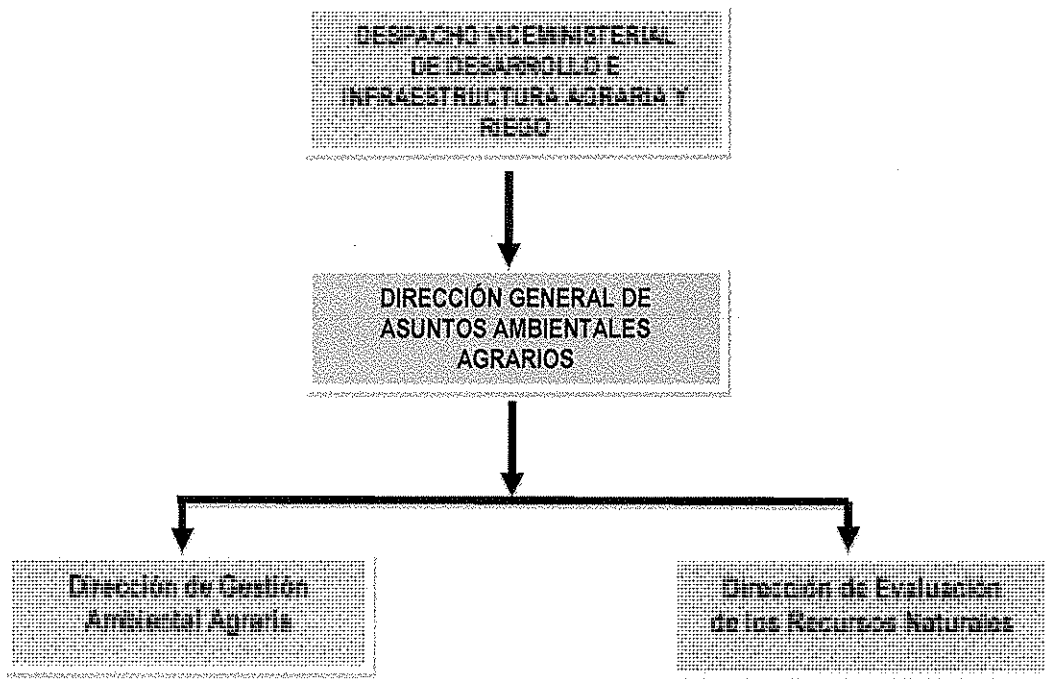 DESPACHO VICEMINISTERIAL
DE DESARROLLO E
INFRAESTRUCTURA AGRARIA Y
RIEGO
DIRECCIÓN GENERAL DE
ASUNTOS AMBIENTALES
AGRARIOS
Dirección de Gestión
Ambiental Agraria
Dirección de Evaluación
de los Recursos Naturales